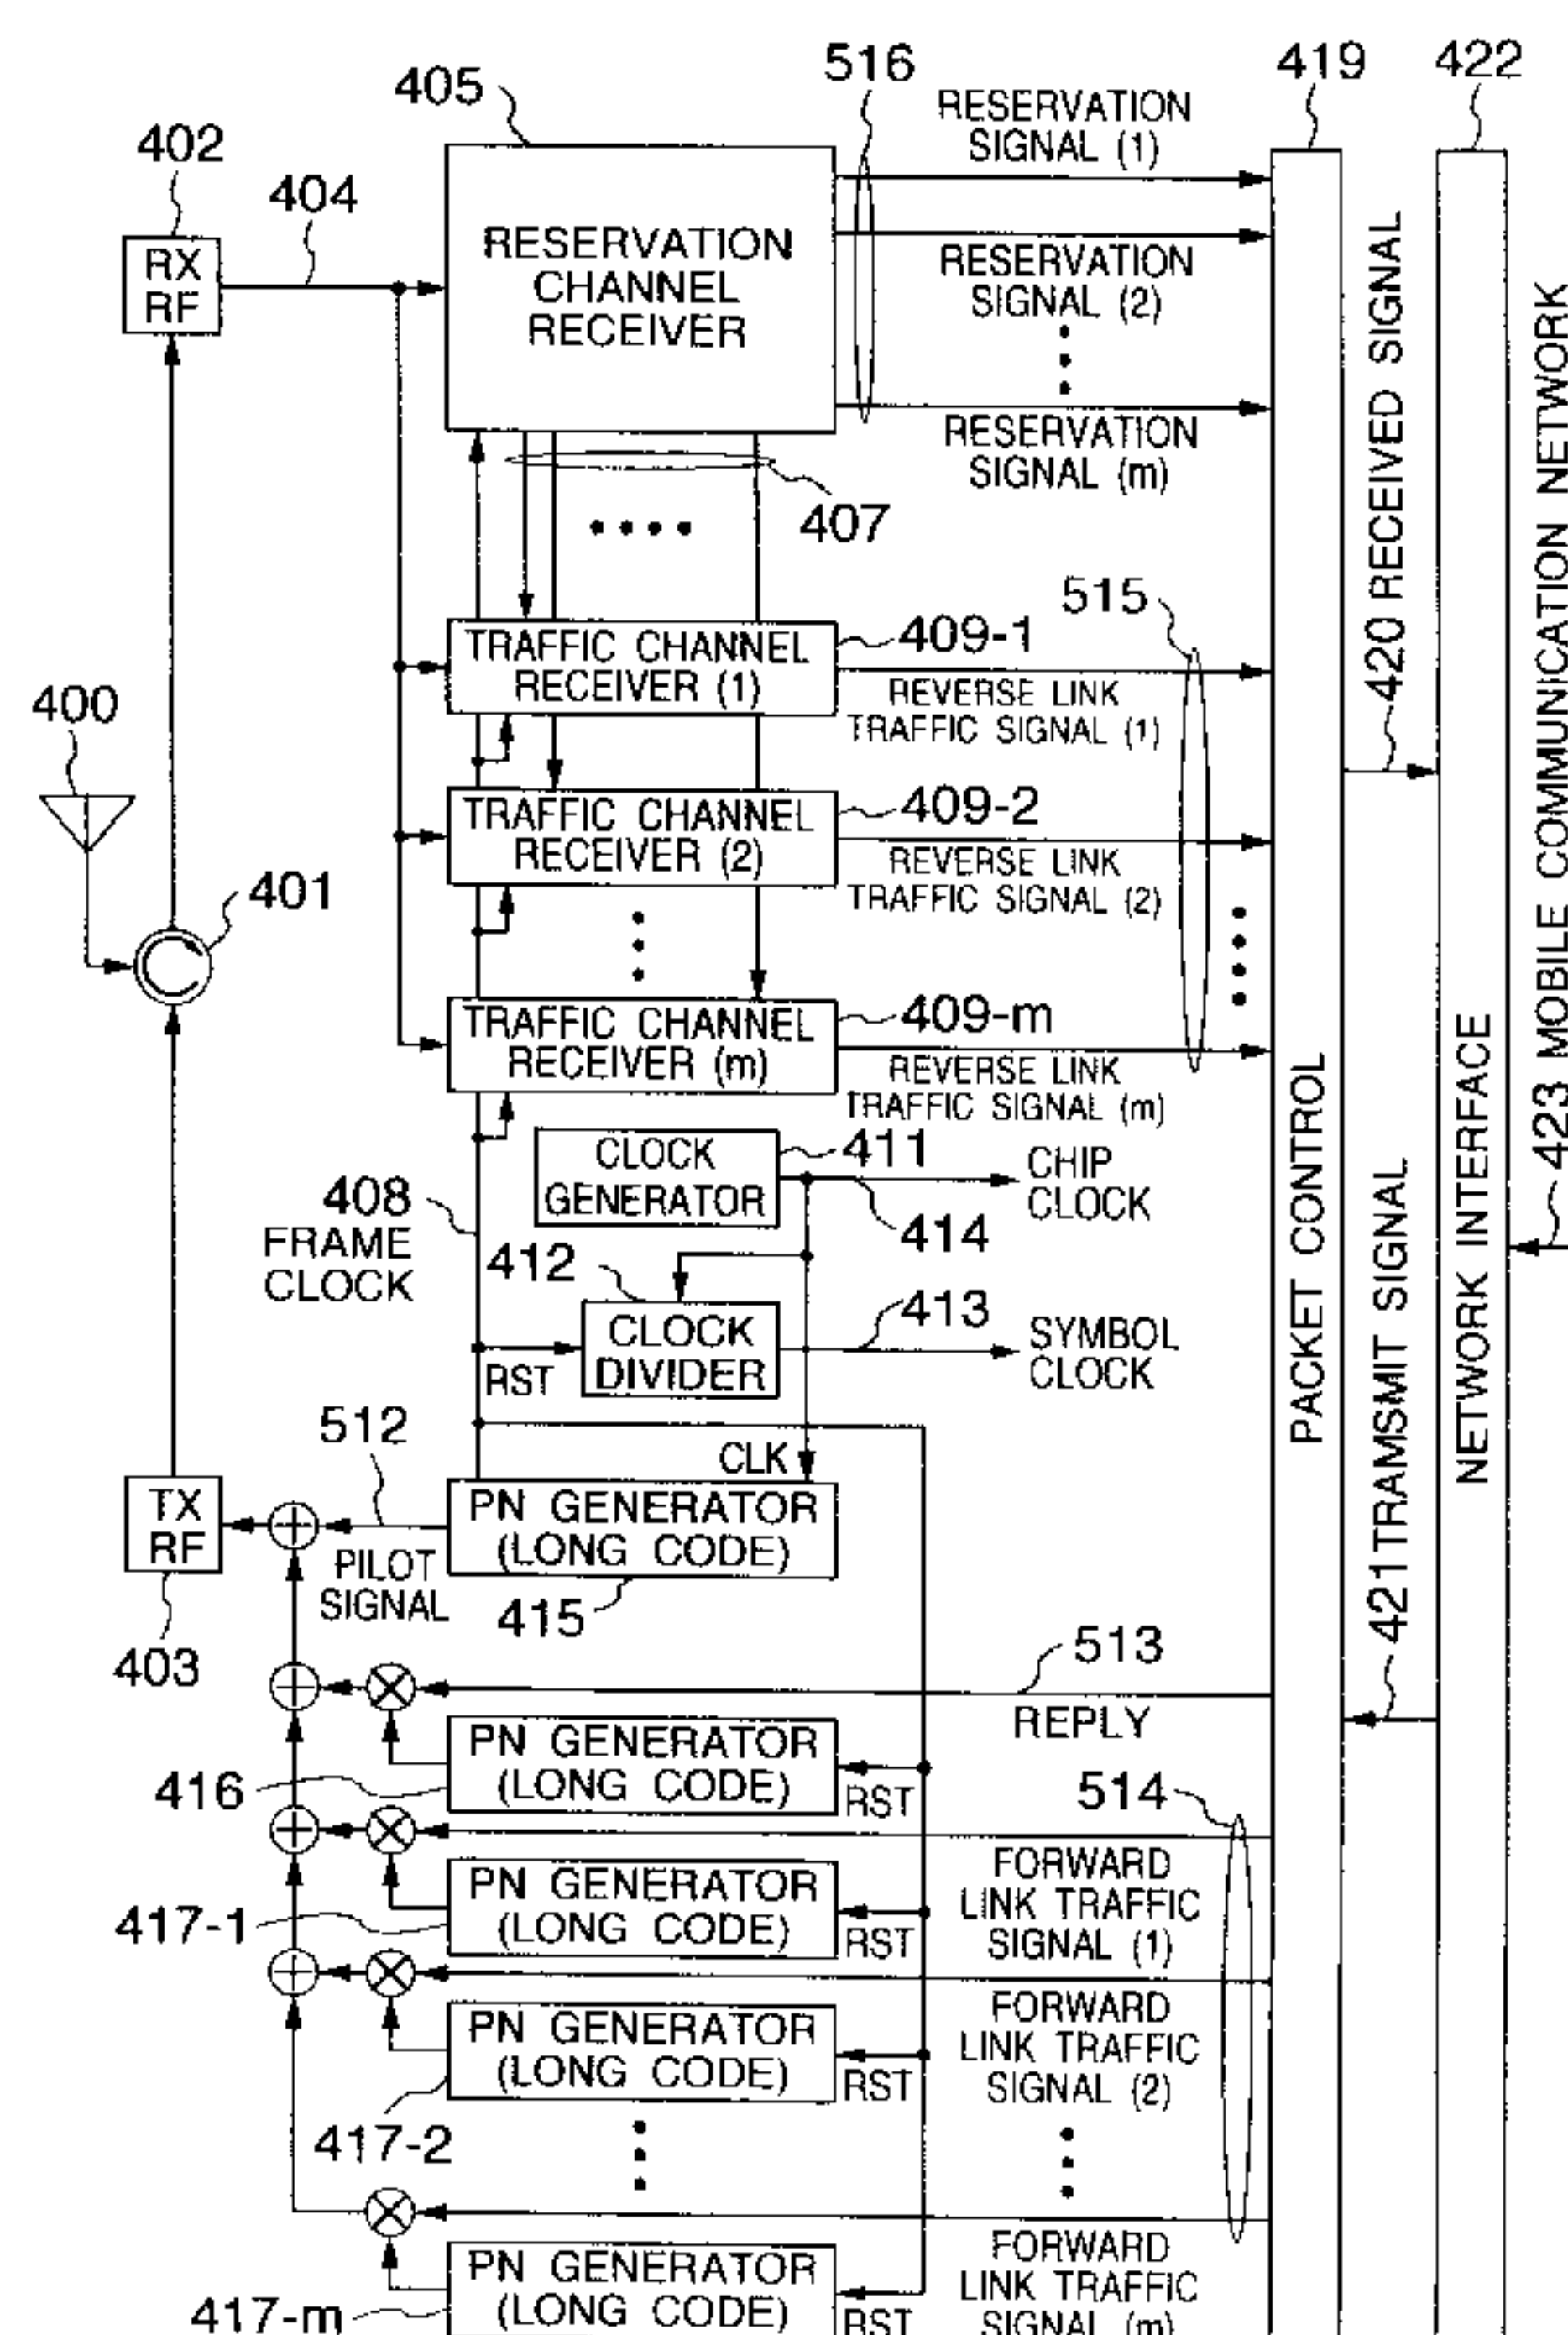 516
419
422
405
RESERVATION
SIGNAL (1)
402
404
RX
RF
RESERVATION
CHANNEL
RECEIVER
RESERVATION
SIGNAL (2)
RESERVATION
SIGNAL (m)
407
420 RECEIVED SIGNAL
423 MOBILE COMMUNICATION NETWORK
515
TRAFFIC CHANNEL
RECEIVER (1)
409-1
REVERSE LINK
TRAFFIC SIGNAL (1)
400
TRAFFIC CHANNEL
RECEIVER (2)
409-2
REVERSE LINK
TRAFFIC SIGNAL (2)
401
TRAFFIC CHANNEL
RECEIVER (m)
409-m
REVERSE LINK
TRAFFIC SIGNAL (m)
PACKET CONTROL
NETWORK INTERFACE
CLOCK
GENERATOR
411
CHIP
CLOCK
408
FRAME
CLOCK
414
412
413
CLOCK
DIVIDER
RST
SYMBOL
CLOCK
421 TRAMSMIT SIGNAL
512
CLK
TX
RF
PN GENERATOR
(LONG CODE)
PILOT
SIGNAL
415
403
513
REPLY
PN GENERATOR
(LONG CODE)
416
RST
514
FORWARD
LINK TRAFFIC
SIGNAL (1)
PN GENERATOR
(LONG CODE)
417-1
RST
FORWARD
LINK TRAFFIC
SIGNAL (2)
PN GENERATOR
(LONG CODE)
RST
417-2
FORWARD
LINK TRAFFIC
SIGNAL (m)
PN GENERATOR
(LONG CODE)
417-m
RST